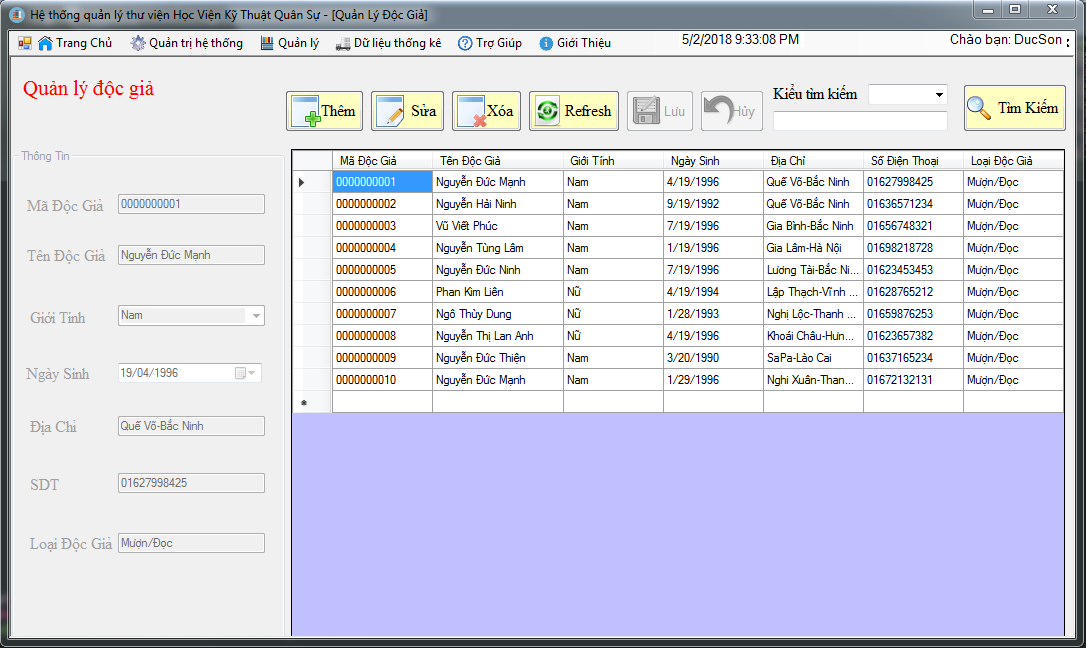 Hệ thống quản lý thư viện Học Viện Kỹ Thuật Quân Sự - [Quản Lý Độc Giả]
Trang Chủ Quản trị hệ thống Quản lý Dữ liệu thống kê Trợ Giúp Giới Thiệu 5/2/2018 9:33:08 PM Chào bạn: DucSon
Quản lý độc giả
Thêm Sửa Xóa Refresh Lưu Hủy Kiểu tìm kiếm Tìm Kiếm
Thông Tin
Mã Độc Giả 0000000001
Tên Độc Giả Nguyễn Đức Mạnh
Giới Tính Nam
Ngày Sinh 19/04/1996
Địa Chỉ Quế Võ-Bắc Ninh
SDT 01627998425
Loại Độc Giả Mượn/Đọc
Mã Độc Giả Tên Độc Giả Giới Tính Ngày Sinh Địa Chỉ Số Điện Thoại Loại Độc Giả
0000000001 Nguyễn Đức Mạnh Nam 4/19/1996 Quế Võ-Bắc Ninh 01627998425 Mượn/Đọc
0000000002 Nguyễn Hải Ninh Nam 9/19/1992 Quế Võ-Bắc Ninh 01636571234 Mượn/Đọc
0000000003 Vũ Viết Phúc Nam 7/19/1996 Gia Bình-Bắc Ninh 01656748321 Mượn/Đọc
0000000004 Nguyễn Tùng Lâm Nam 1/19/1996 Gia Lâm-Hà Nội 01698218728 Mượn/Đọc
0000000005 Nguyễn Đức Ninh Nam 7/19/1996 Lương Tài-Bắc Ni... 01623453453 Mượn/Đọc
0000000006 Phan Kim Liên Nữ 4/19/1994 Lập Thạch-Vĩnh ... 01628765212 Mượn/Đọc
0000000007 Ngô Thùy Dung Nữ 1/28/1993 Nghị Lộc-Thanh ... 01659876253 Mượn/Đọc
0000000008 Nguyễn Thị Lan Anh Nữ 4/19/1996 Khoái Châu-Hưn... 01623657382 Mượn/Đọc
0000000009 Nguyễn Đức Thiện Nam 3/20/1990 SaPa-Lào Cai 01637165234 Mượn/Đọc
0000000010 Nguyễn Đức Mạnh Nam 1/29/1996 Nghi Xuân-Than... 01672132131 Mượn/Đọc